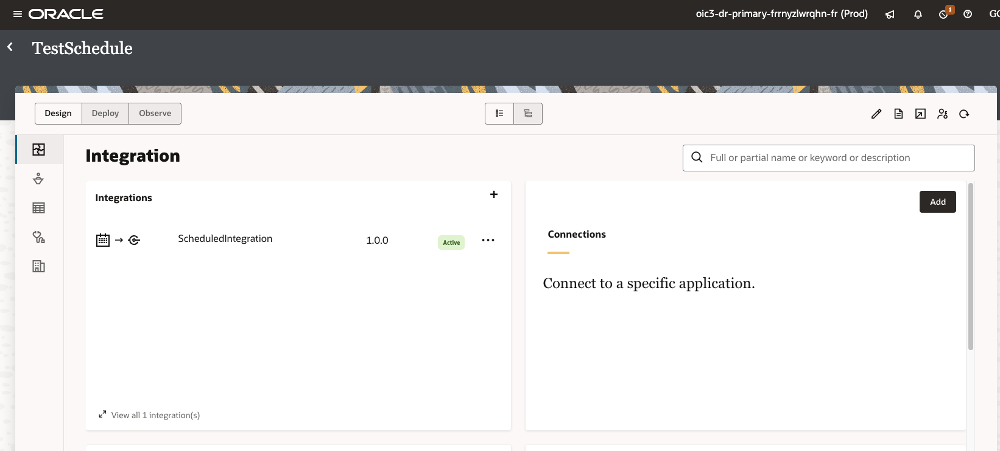 ORACLE
oic3-dr-primary-frrnyzlwrqhn-fr (Prod)
1
TestSchedule
Design
Deploy
Observe
Integration
Full or partial name or keyword or description
Integrations
ScheduledIntegration
1.0.0
Active
View all 1 integration(s)
Add
Connections
Connect to a specific application.